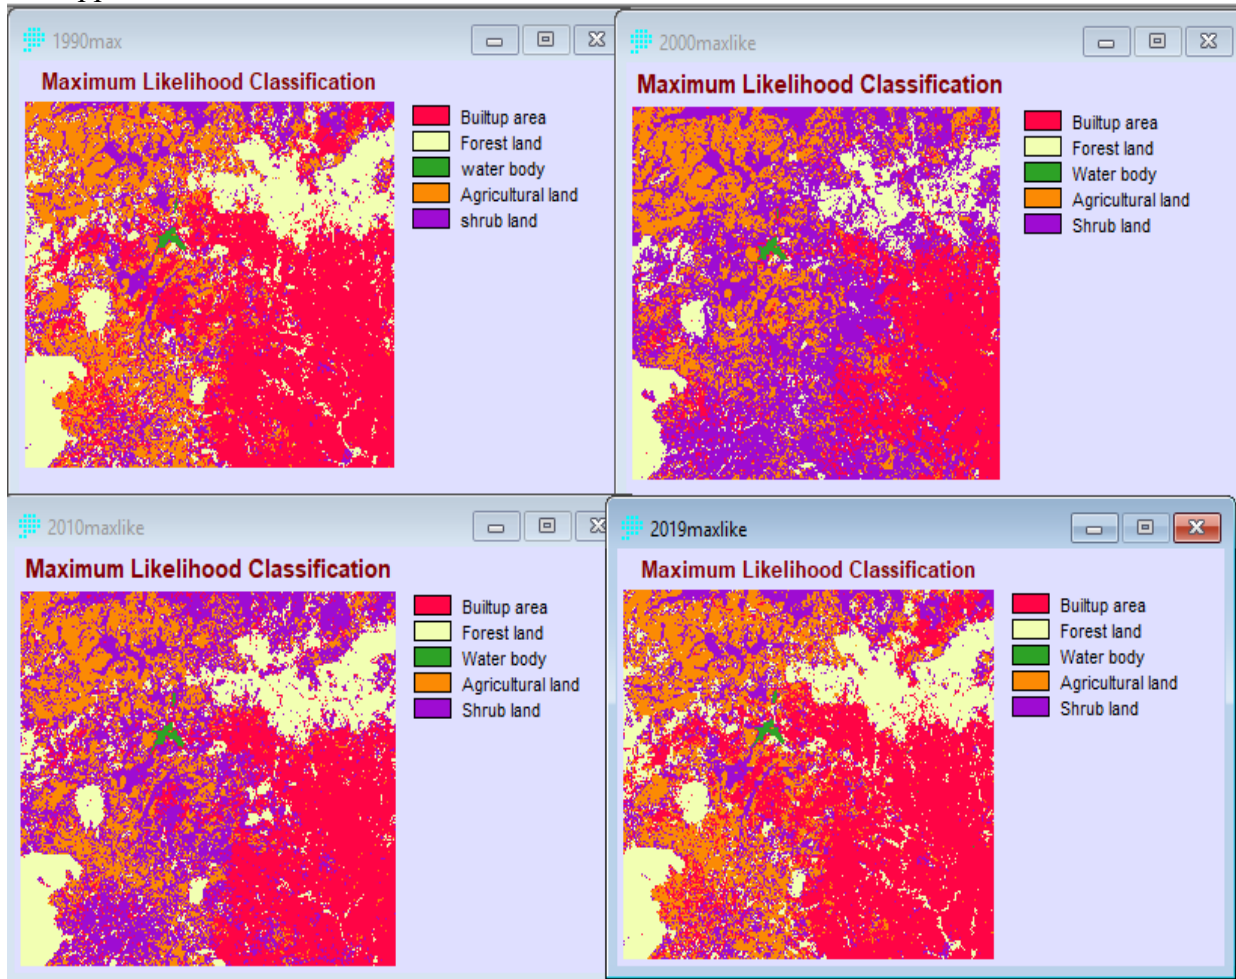 1990max
Maximum Likelihood Classification
Builtup area
Forest land
water body
Agricultural land
shrub land
2000maxlike
Maximum Likelihood Classification
Builtup area
Forest land
Water body
Agricultural land
Shrub land
2010maxlike
Maximum Likelihood Classification
Builtup area
Forest land
Water body
Agricultural land
Shrub land
2019maxlike
Maximum Likelihood Classification
Builtup area
Forest land
Water body
Agricultural land
Shrub land